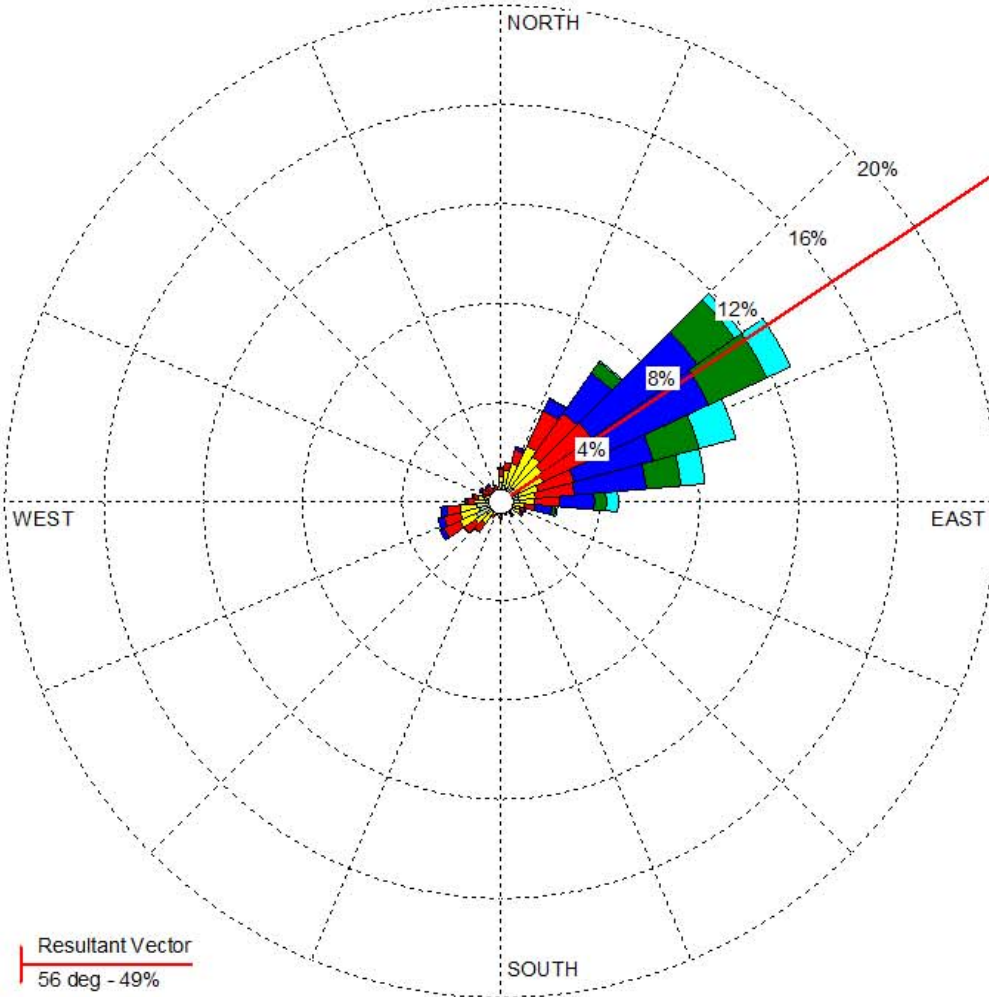 NORTH
20%
16%
12%
8%
4%
WEST
EAST
Resultant Vector
56 deg - 49%
SOUTH